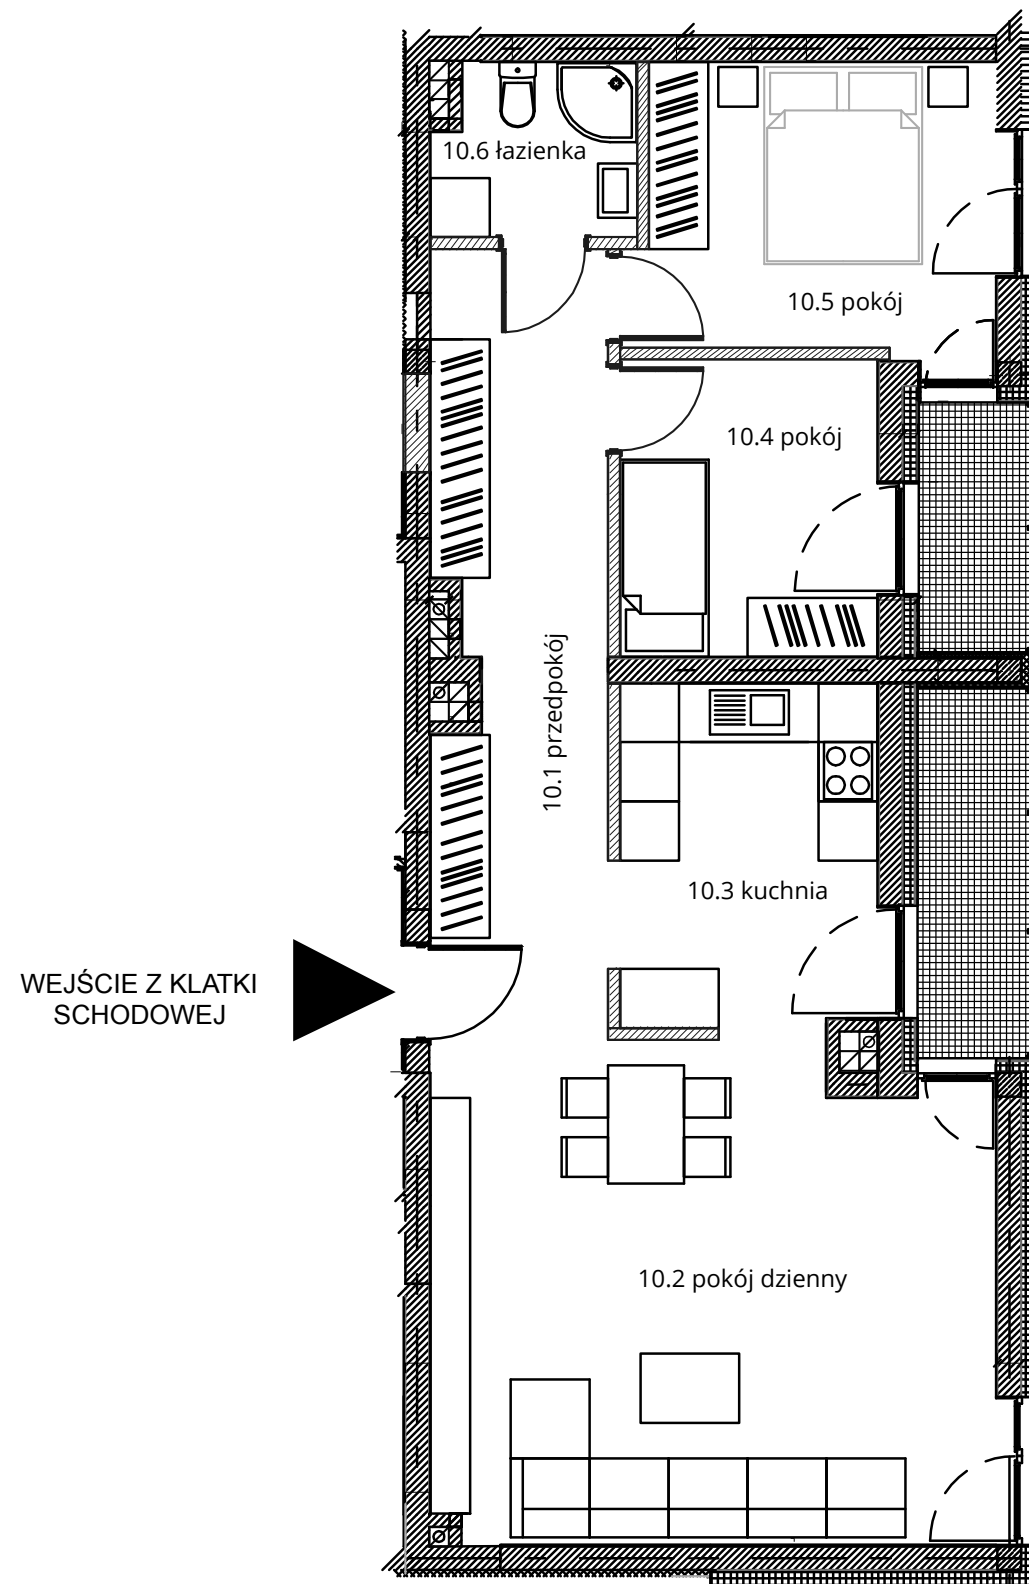 10.6 łazienka
10.5 pokój
10.4 pokój
10.1 przedpokój
10.3 kuchnia
WEJŚCIE Z KLATKI
SCHODOWEJ
10.2 pokój dzienny